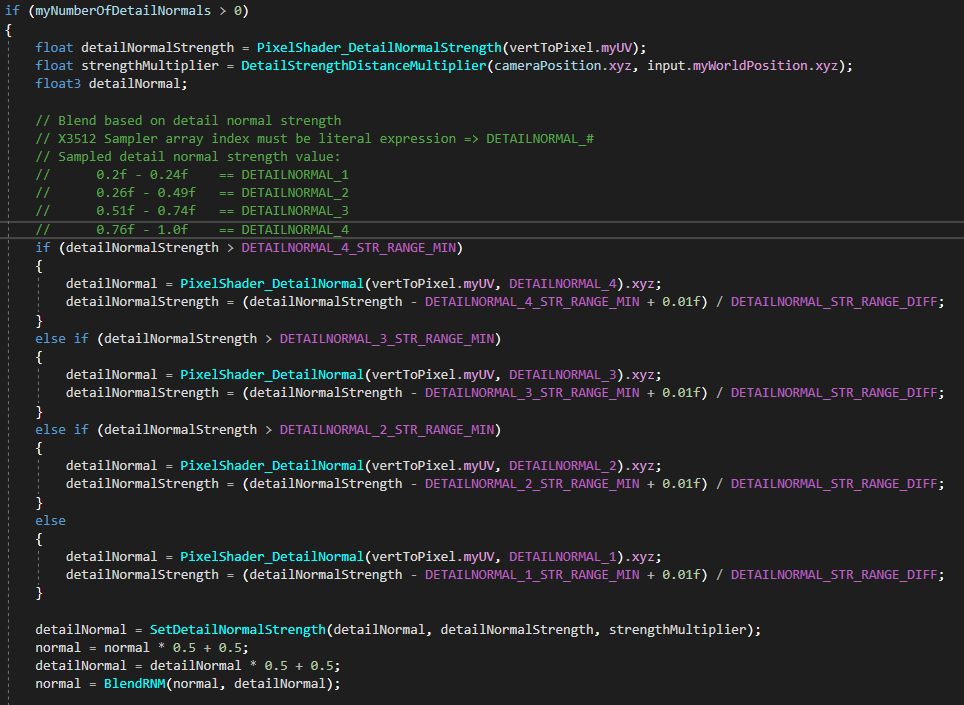 if (myNumberOfDetailNormals > 0)
{
    float detailNormalStrength = PixelShader_DetailNormalStrength(vertToPixel.myUV);
    float strengthMultiplier = DetailStrengthDistanceMultiplier(cameraPosition.xyz, input.myWorldPosition.xyz);
    float3 detailNormal;

    // Blend based on detail normal strength
    // X3512 Sampler array index must be literal expression => DETAILNORMAL_#
    // Sampled detail normal strength value:
    //      0.2f - 0.24f    == DETAILNORMAL_1
    //      0.26f - 0.49f   == DETAILNORMAL_2
    //      0.51f - 0.74f   == DETAILNORMAL_3
    //      0.76f - 1.0f    == DETAILNORMAL_4
    if (detailNormalStrength > DETAILNORMAL_4_STR_RANGE_MIN)
    {
        detailNormal = PixelShader_DetailNormal(vertToPixel.myUV, DETAILNORMAL_4).xyz;
        detailNormalStrength = (detailNormalStrength - DETAILNORMAL_4_STR_RANGE_MIN + 0.01f) / DETAILNORMAL_STR_RANGE_DIFF;
    }
    else if (detailNormalStrength > DETAILNORMAL_3_STR_RANGE_MIN)
    {
        detailNormal = PixelShader_DetailNormal(vertToPixel.myUV, DETAILNORMAL_3).xyz;
        detailNormalStrength = (detailNormalStrength - DETAILNORMAL_3_STR_RANGE_MIN + 0.01f) / DETAILNORMAL_STR_RANGE_DIFF;
    }
    else if (detailNormalStrength > DETAILNORMAL_2_STR_RANGE_MIN)
    {
        detailNormal = PixelShader_DetailNormal(vertToPixel.myUV, DETAILNORMAL_2).xyz;
        detailNormalStrength = (detailNormalStrength - DETAILNORMAL_2_STR_RANGE_MIN + 0.01f) / DETAILNORMAL_STR_RANGE_DIFF;
    }
    else
    {
        detailNormal = PixelShader_DetailNormal(vertToPixel.myUV, DETAILNORMAL_1).xyz;
        detailNormalStrength = (detailNormalStrength - DETAILNORMAL_1_STR_RANGE_MIN + 0.01f) / DETAILNORMAL_STR_RANGE_DIFF;
    }

    detailNormal = SetDetailNormalStrength(detailNormal, detailNormalStrength, strengthMultiplier);
    normal = normal * 0.5 + 0.5;
    detailNormal = detailNormal * 0.5 + 0.5;
    normal = BlendRNM(normal, detailNormal);